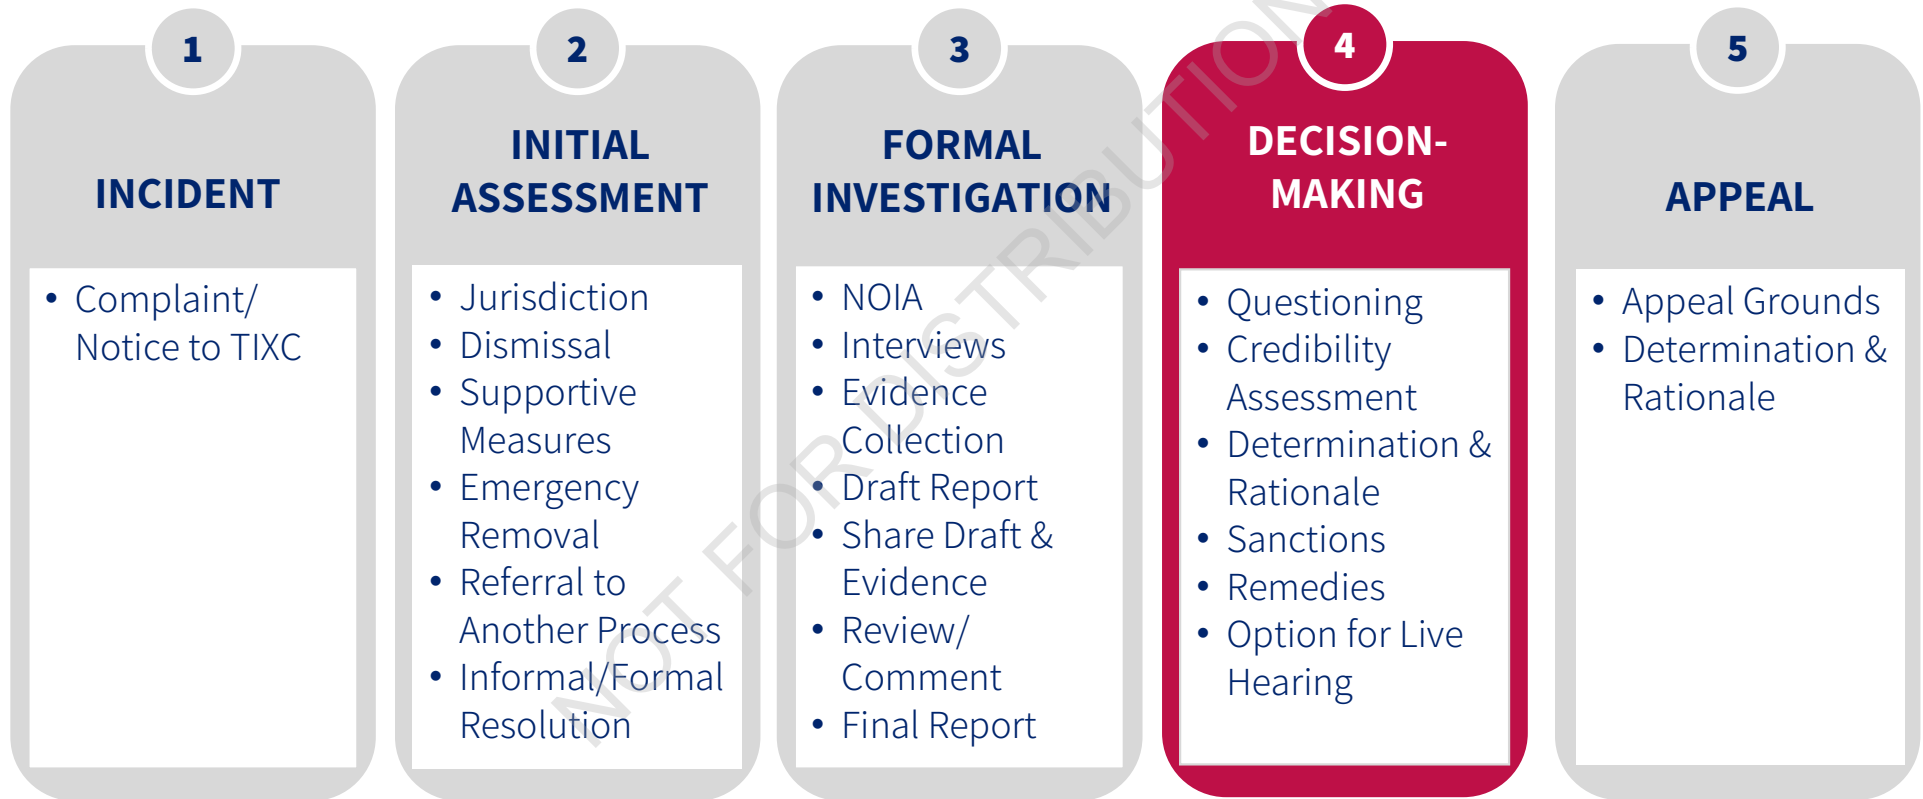 1
INCIDENT
• Complaint/
Notice to TIXC
2
INITIAL
ASSESSMENT
• Jurisdiction
• Dismissal
• Supportive
Measures
• Emergency
Removal
• Referral to
Another Process
• Informal/Formal
Resolution
3
FORMAL
INVESTIGATION
• NOIA
• Interviews
• Evidence
Collection
• Draft Report
• Share Draft &
Evidence
• Review/
Comment
• Final Report
4
DECISION-
MAKING
• Questioning
• Credibility
Assessment
• Determination &
Rationale
• Sanctions
• Remedies
• Option for Live
Hearing
5
APPEAL
• Appeal Grounds
• Determination &
Rationale
NOT FOR DISTRIBUTION